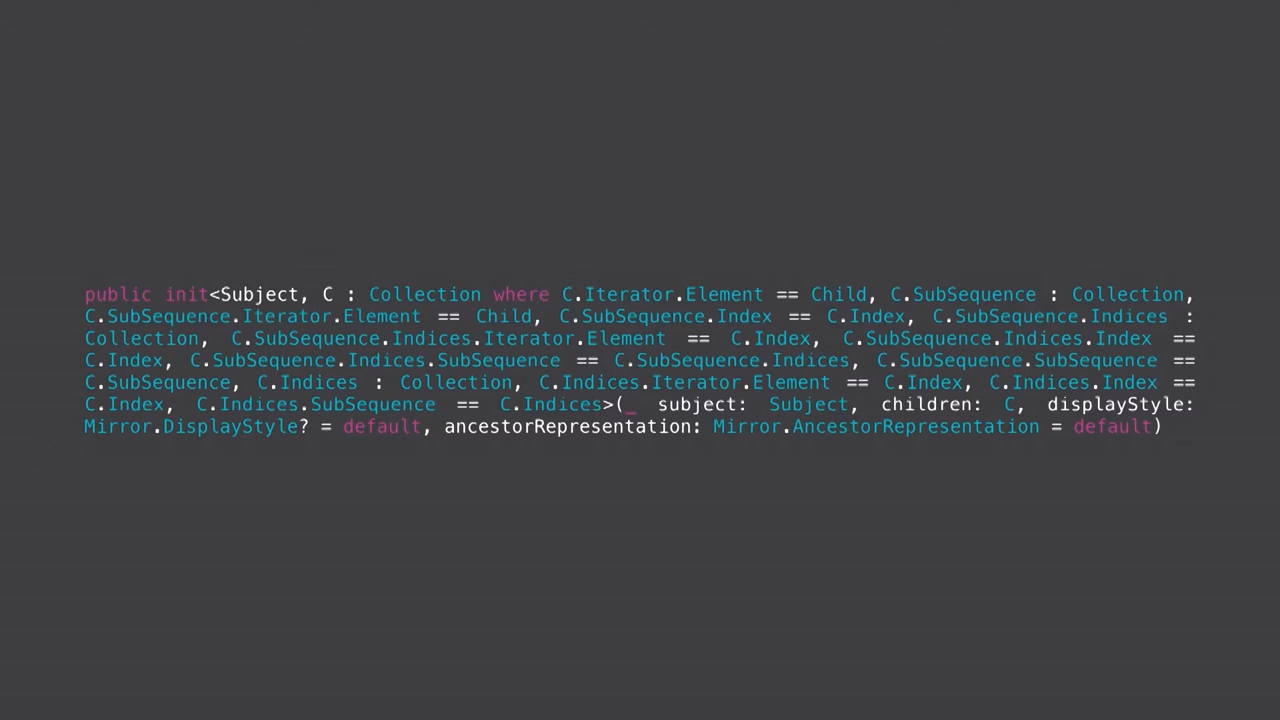 public init<Subject, C : Collection where C.Iterator.Element == Child, C.SubSequence : Collection,
C.SubSequence.Iterator.Element == Child, C.SubSequence.Index == C.Index, C.SubSequence.Indices :
Collection, C.SubSequence.Indices.Iterator.Element == C.Index, C.SubSequence.Indices.Index ==
C.Index, C.SubSequence.Indices.SubSequence == C.SubSequence.Indices, C.SubSequence.SubSequence ==
C.SubSequence, C.Indices : Collection, C.Indices.Iterator.Element == C.Index, C.Indices.Index ==
C.Index, C.Indices.SubSequence == C.Indices>(_ subject: Subject, children: C, displayStyle:
Mirror.DisplayStyle? = default, ancestorRepresentation: Mirror.AncestorRepresentation = default)